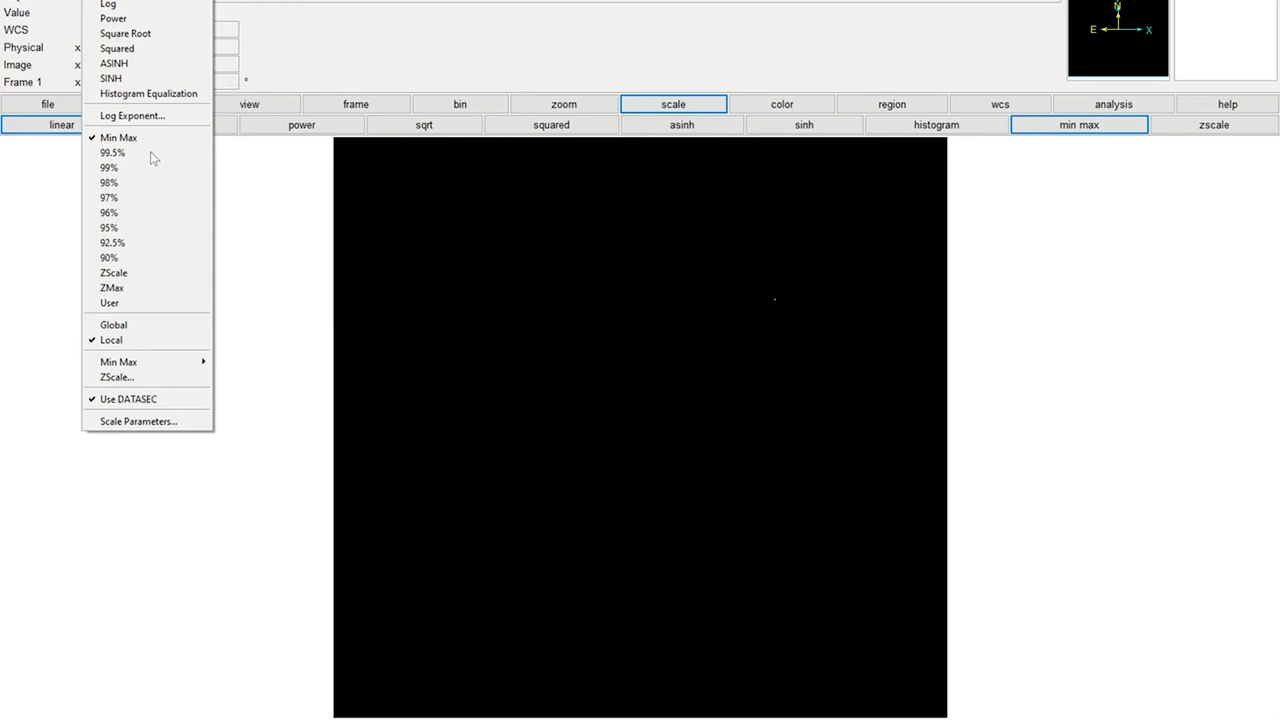 Log
Value
Power
WCS
Square Root
Physical x
Squared
Image x
ASINH
Frame 1 x
SINH
°
Histogram Equalization
N
E X
file view frame bin zoom scale color region wcs analysis help
Log Exponent...
linear power sqrt squared asinh sinh histogram min max zscale
Min Max
99.5%
99%
98%
97%
96%
95%
92.5%
90%
ZScale
ZMax
User
Global
Local
Min Max
ZScale...
Use DATASEC
Scale Parameters...